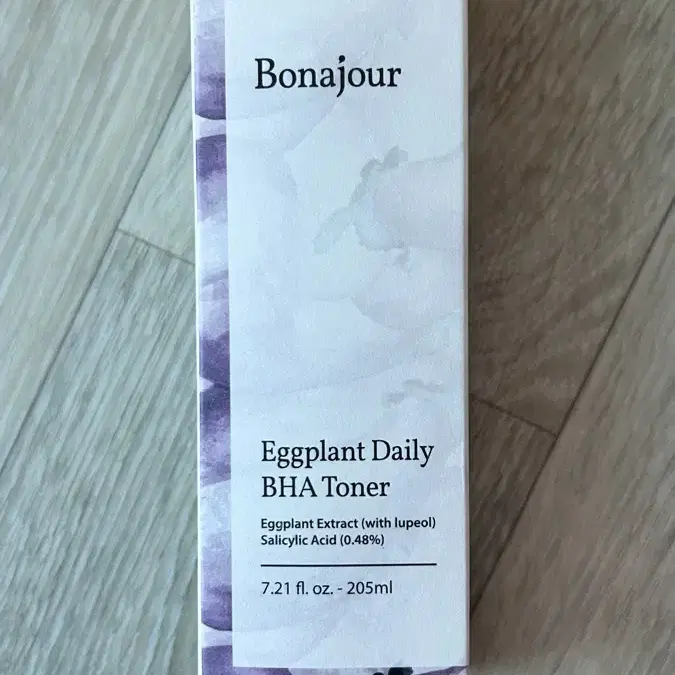 Bonajour
Eggplant Daily
BHA Toner
Eggplant Extract (with lupeol)
Salicylic Acid (0.48%)
7.21 fl. oz. - 205ml